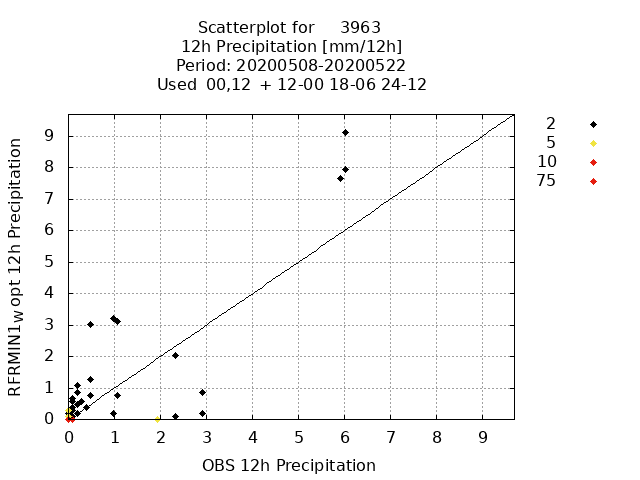 Scatterplot for 3963
12h Precipitation [mm/12h]
Period: 20200508-20200522
Used 00,12 + 12-00 18-06 24-12
2
5
10
75
RFRMIN1w opt 12h Precipitation
9
8
7
6
5
4
3
2
1
0
0 1 2 3 4 5 6 7 8 9
OBS 12h Precipitation